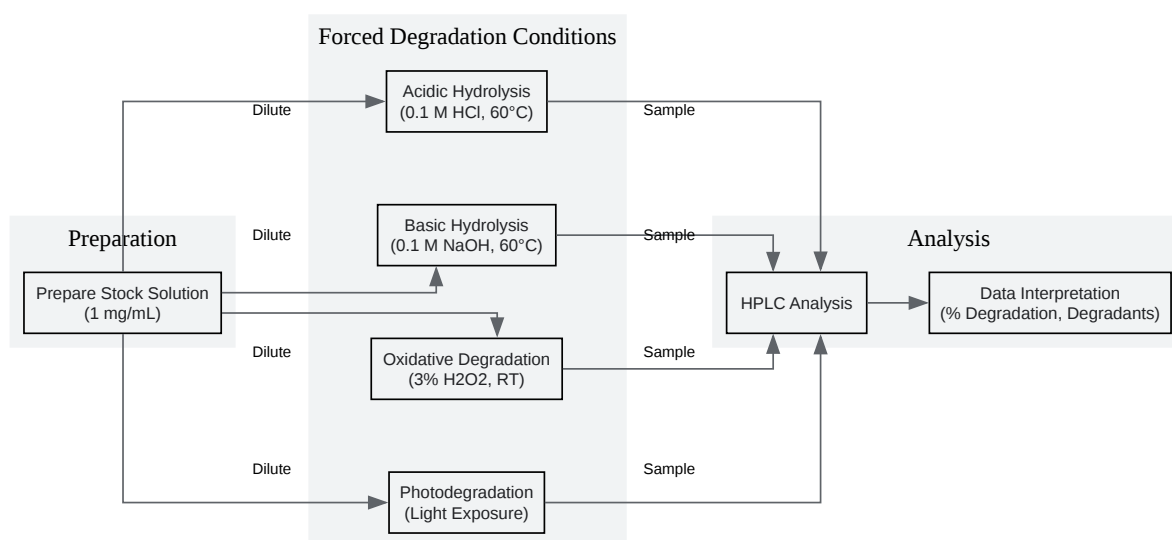 Forced Degradation Conditions
Acidic Hydrolysis
(0.1 M HCl, 60°C)
Dilute
Sample
Basic Hydrolysis
(0.1 M NaOH, 60°C)
Dilute
Sample
Preparation
Analysis
Prepare Stock Solution
(1 mg/mL)
HPLC Analysis
Data Interpretation
(% Degradation, Degradants)
Dilute
Sample
Oxidative Degradation
(3% H2O2, RT)
Dilute
Sample
Photodegradation
(Light Exposure)